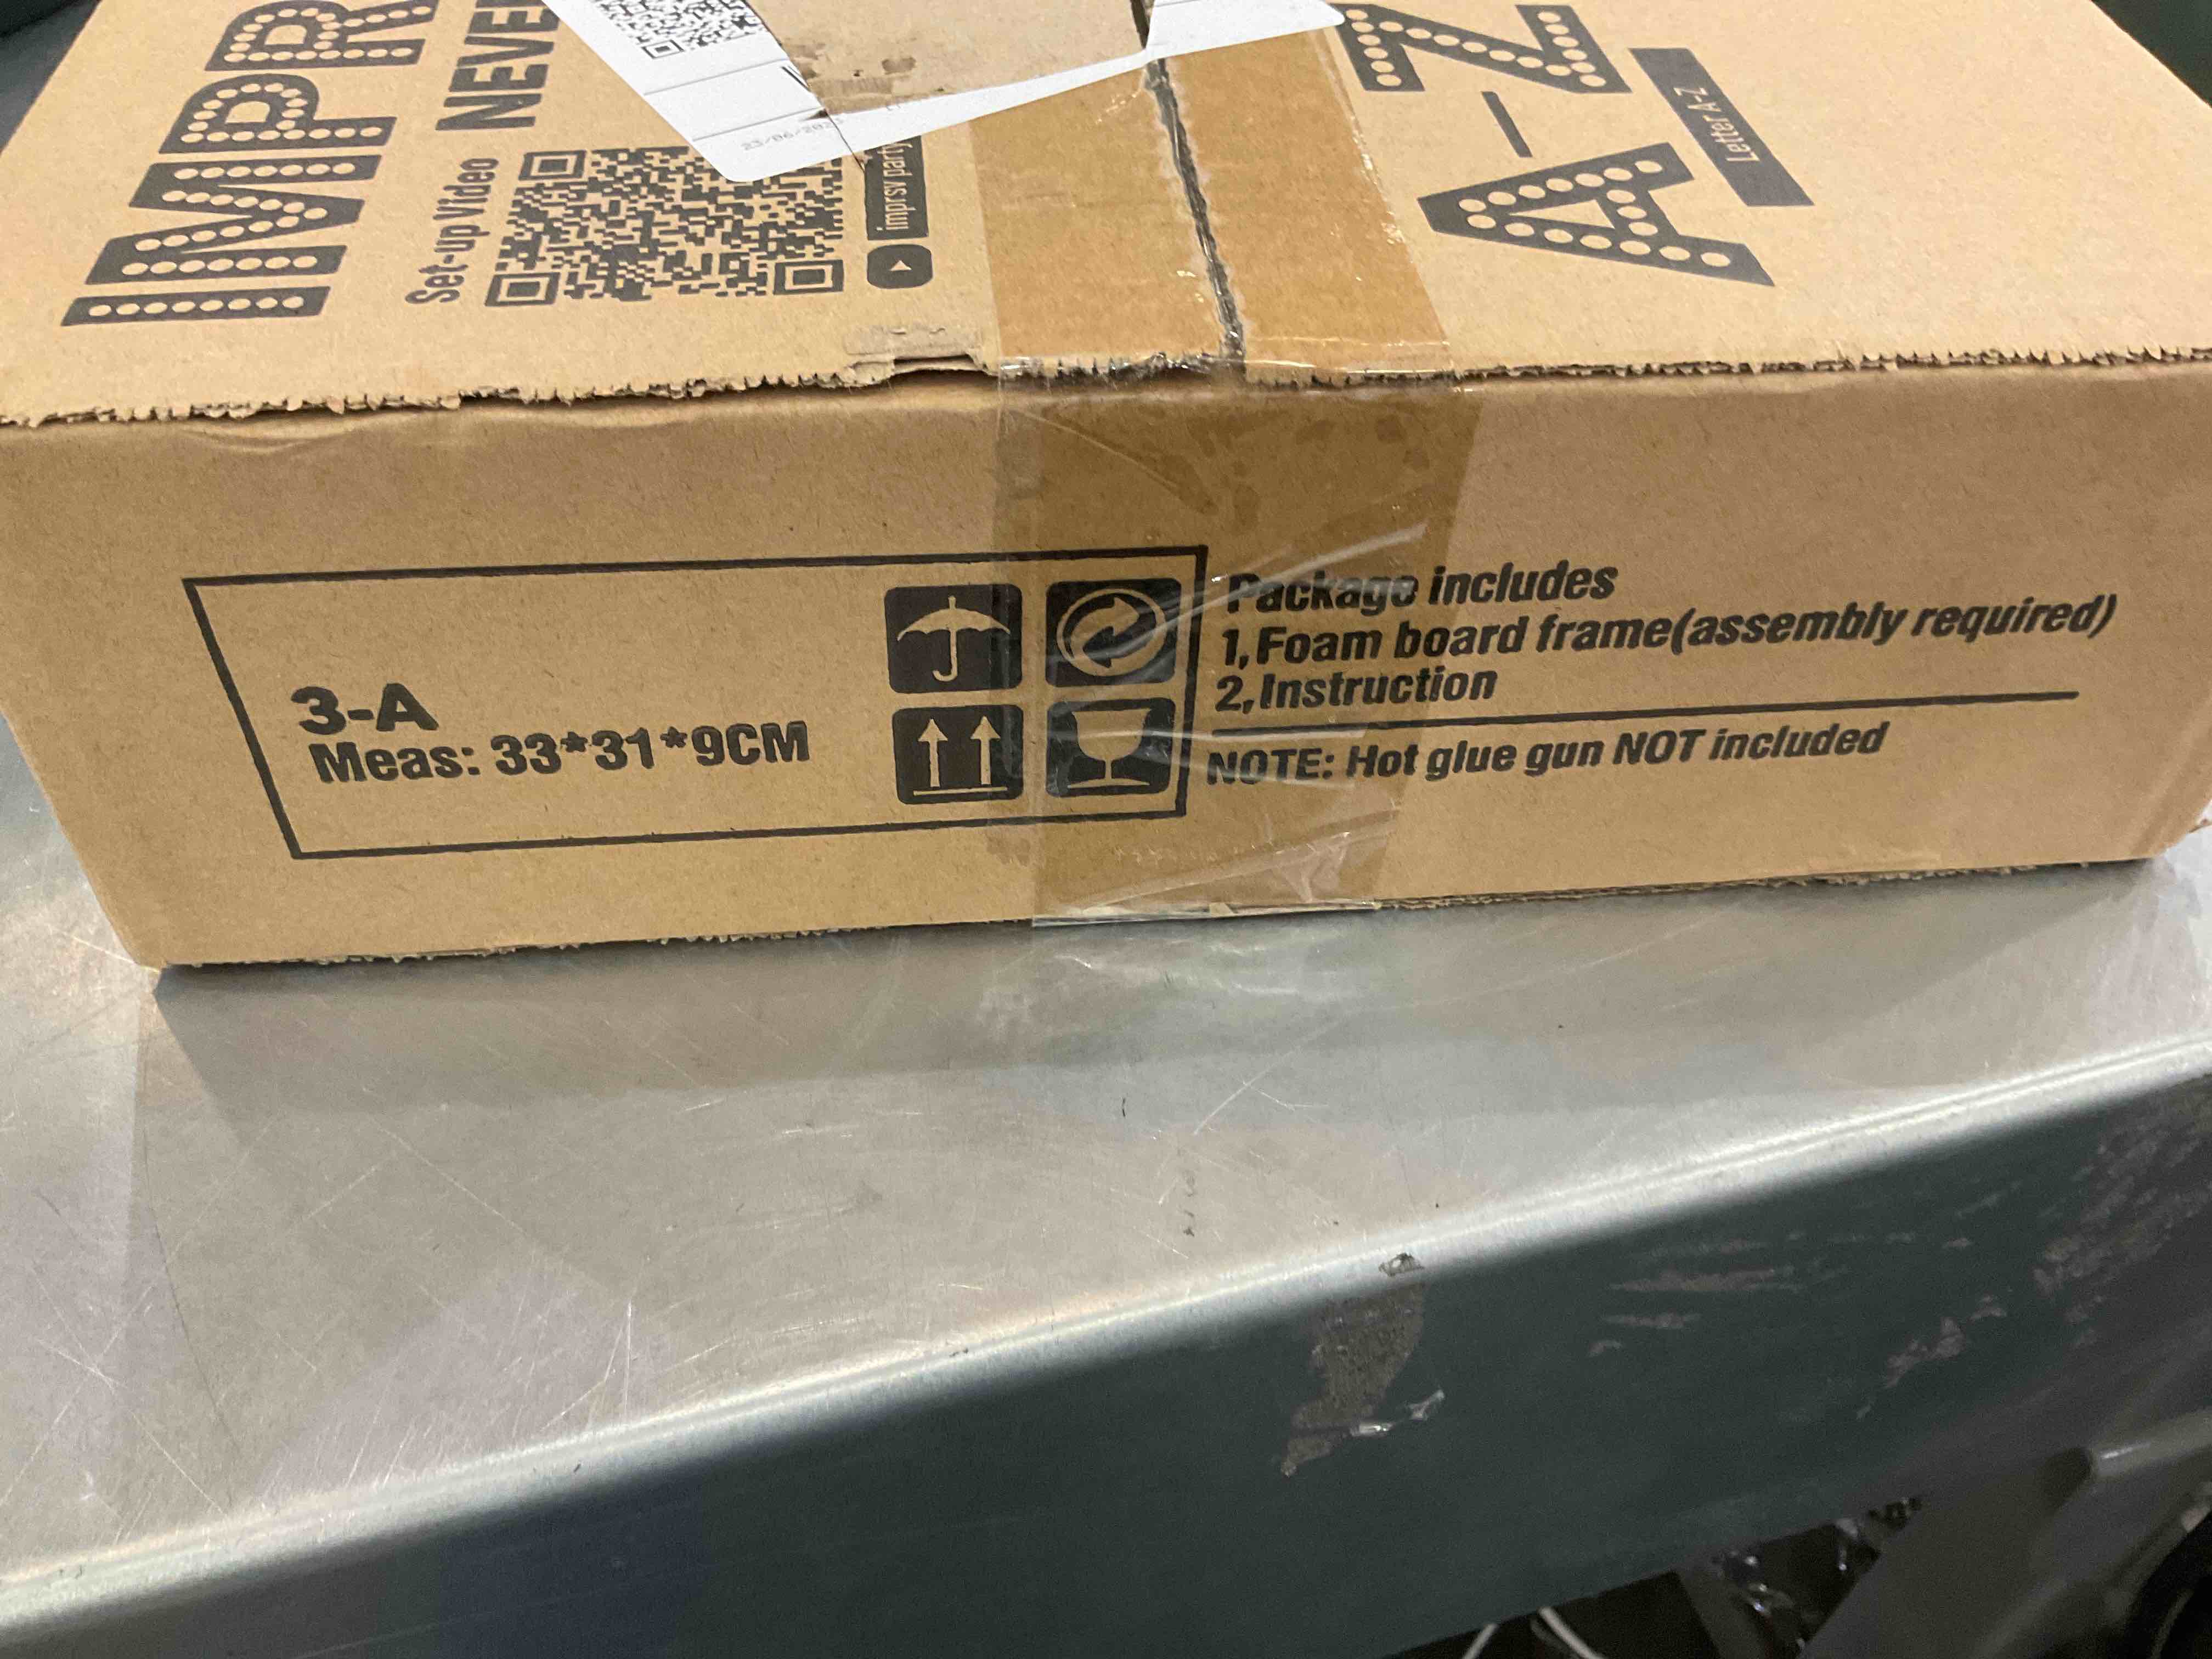 IMPR
Set-up Video
NEVE
imprsv party
A-Z
Letter A-Z
3-A
Meas: 33*31*9CM
Package includes
1,Foam board frame(assembly required)
2,Instruction
NOTE: Hot glue gun NOT included